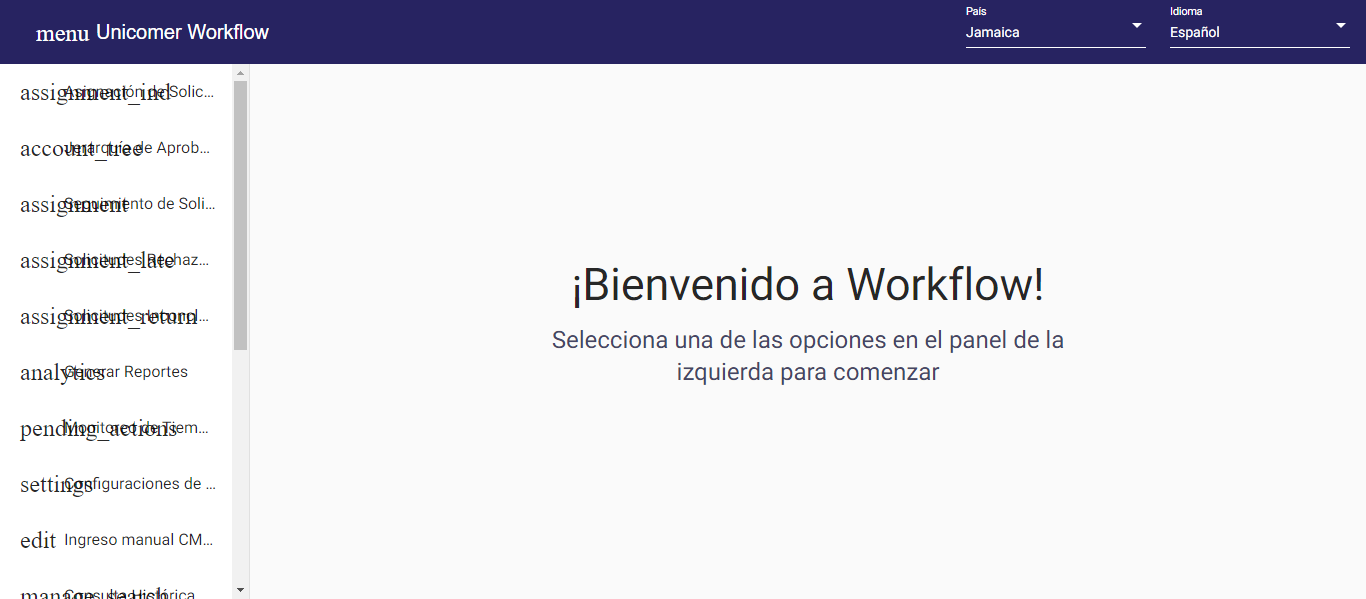 menu Unicomer Workflow
País
Jamaica
Idioma
Español
assignment_ind Asignación de Solic...
account_tree Jerarquía de Aprob...
assignment Seguimiento de Soli...
assignment_late Solicitudes Rechaz...
assignment_return Solicitudes Inconcl...
analytics Generar Reportes
pending_actions Monitoreo de Tiem...
settings Configuraciones de ...
edit Ingreso manual CM...
manage_search Consulta Histórica
¡Bienvenido a Workflow!
Selecciona una de las opciones en el panel de la
izquierda para comenzar